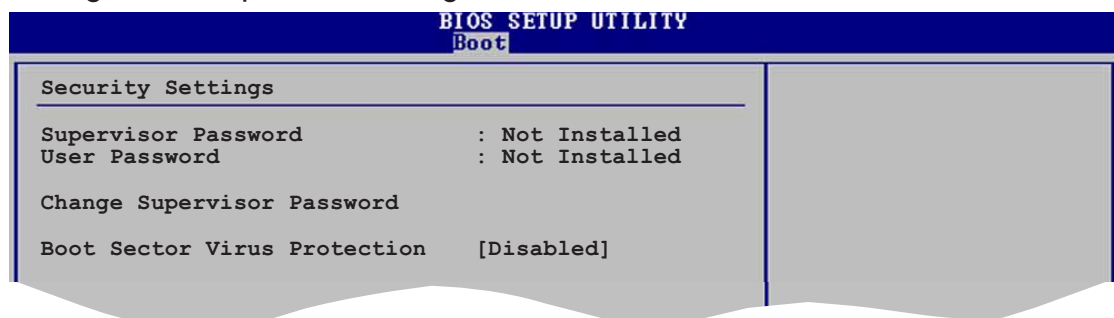 BIOS SETUP UTILITY
Boot
Security Settings
Supervisor Password : Not Installed
User Password : Not Installed
Change Supervisor Password
Boot Sector Virus Protection [Disabled]